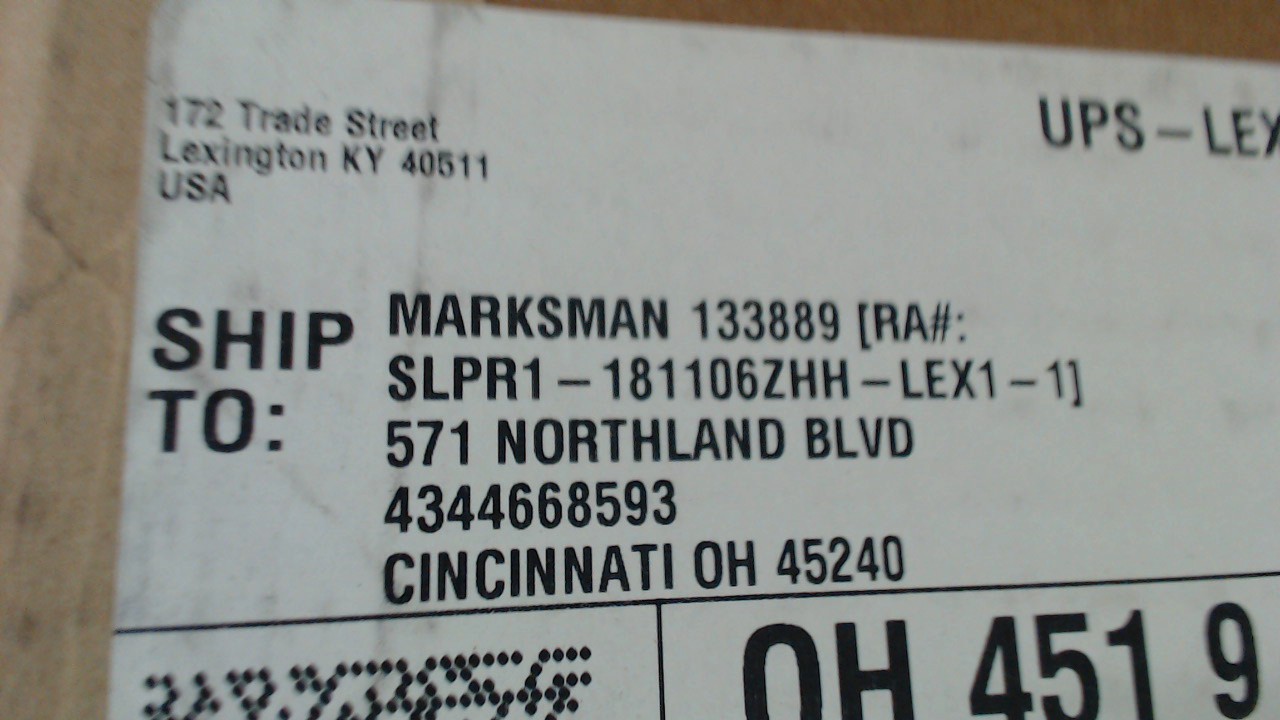 172 Trade Street
Lexington KY 40511
USA
UPS-LEX
SHIP TO:
MARKSMAN 133889 [RA#:
SLPR1-181106ZHH-LEX1-1]
571 NORTHLAND BLVD
4344668593
CINCINNATI OH 45240
OH 451 9